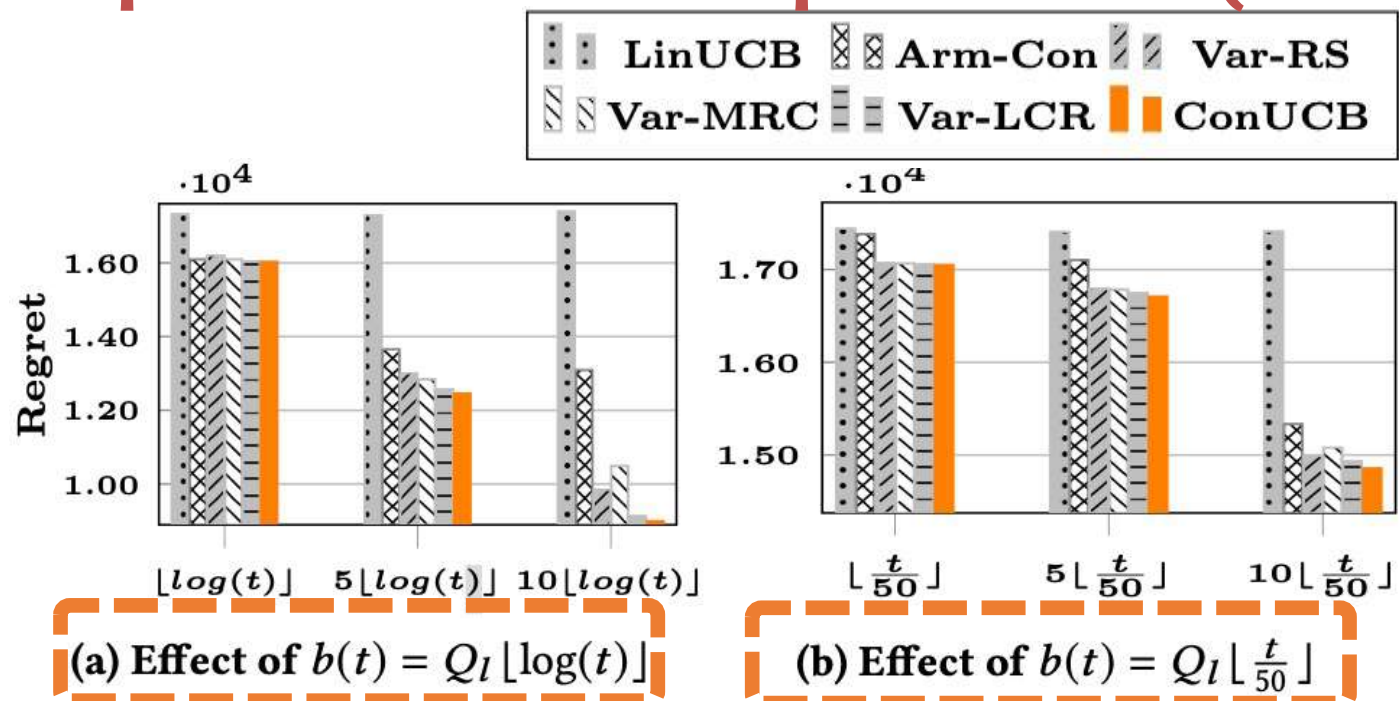 LinUCB Arm-Con Var-RS
Var-MRC Var-LCR ConUCB
·10⁴
Regret
1.60
1.40
1.20
1.00
⌊log(t)⌋ 5⌊log(t)⌋ 10⌊log(t)⌋
(a) Effect of b(t) = Qₗ⌊log(t)⌋
·10⁴
1.70
1.60
1.50
⌊t/50⌋ 5⌊t/50⌋ 10⌊t/50⌋
(b) Effect of b(t) = Qₗ⌊t/50⌋